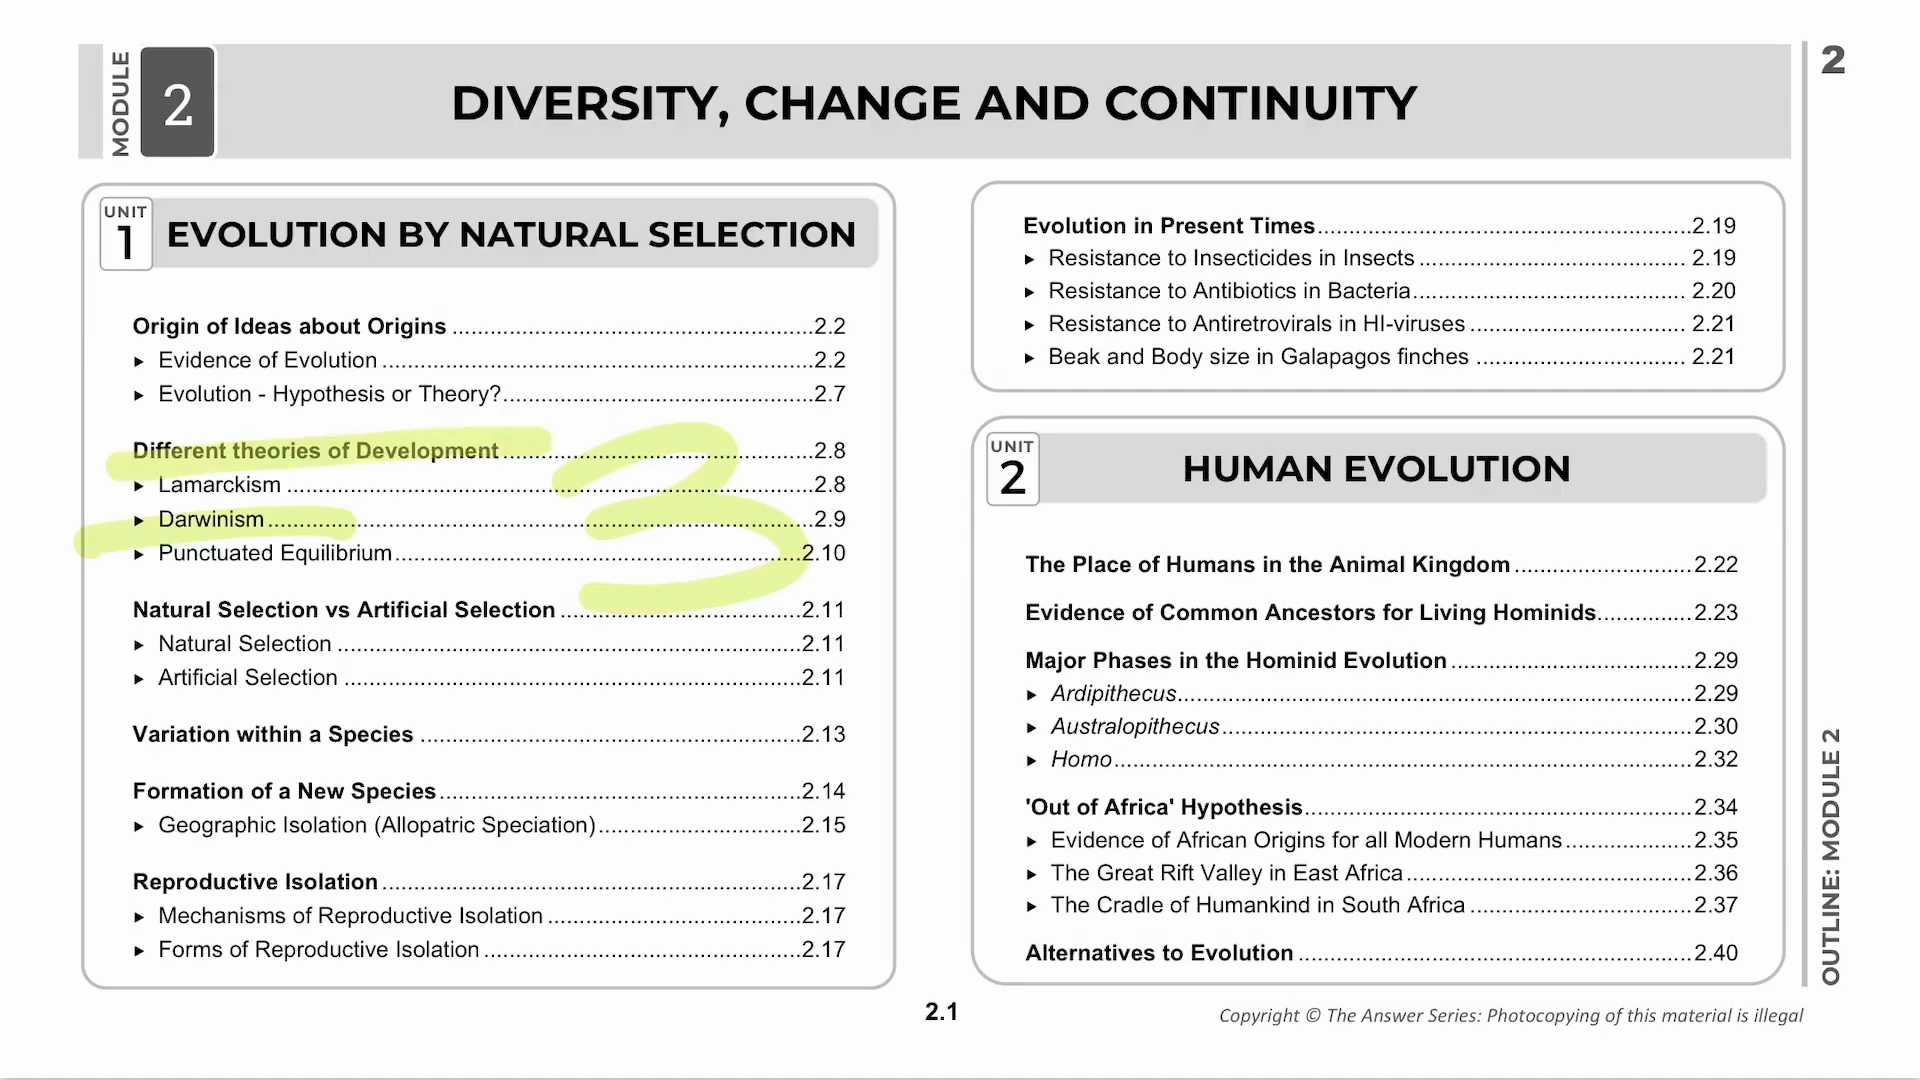 MODULE 2
DIVERSITY, CHANGE AND CONTINUITY
2
UNIT 1
EVOLUTION BY NATURAL SELECTION
Origin of Ideas about Origins ........ 2.2
▸ Evidence of Evolution ........ 2.2
▸ Evolution - Hypothesis or Theory? ........ 2.7
Different theories of Development ........ 2.8
▸ Lamarckism ........ 2.8
▸ Darwinism ........ 2.9
▸ Punctuated Equilibrium ........ 2.10
3
Natural Selection vs Artificial Selection ........ 2.11
▸ Natural Selection ........ 2.11
▸ Artificial Selection ........ 2.11
Variation within a Species ........ 2.13
Formation of a New Species ........ 2.14
▸ Geographic Isolation (Allopatric Speciation) ........ 2.15
Reproductive Isolation ........ 2.17
▸ Mechanisms of Reproductive Isolation ........ 2.17
▸ Forms of Reproductive Isolation ........ 2.17
Evolution in Present Times ........ 2.19
▸ Resistance to Insecticides in Insects ........ 2.19
▸ Resistance to Antibiotics in Bacteria ........ 2.20
▸ Resistance to Antiretrovirals in HI-viruses ........ 2.21
▸ Beak and Body size in Galapagos finches ........ 2.21
UNIT 2
HUMAN EVOLUTION
The Place of Humans in the Animal Kingdom ........ 2.22
Evidence of Common Ancestors for Living Hominids ........ 2.23
Major Phases in the Hominid Evolution ........ 2.29
▸ Ardipithecus ........ 2.29
▸ Australopithecus ........ 2.30
▸ Homo ........ 2.32
'Out of Africa' Hypothesis ........ 2.34
▸ Evidence of African Origins for all Modern Humans ........ 2.35
▸ The Great Rift Valley in East Africa ........ 2.36
▸ The Cradle of Humankind in South Africa ........ 2.37
Alternatives to Evolution ........ 2.40
OUTLINE: MODULE 2
2.1
Copyright © The Answer Series: Photocopying of this material is illegal